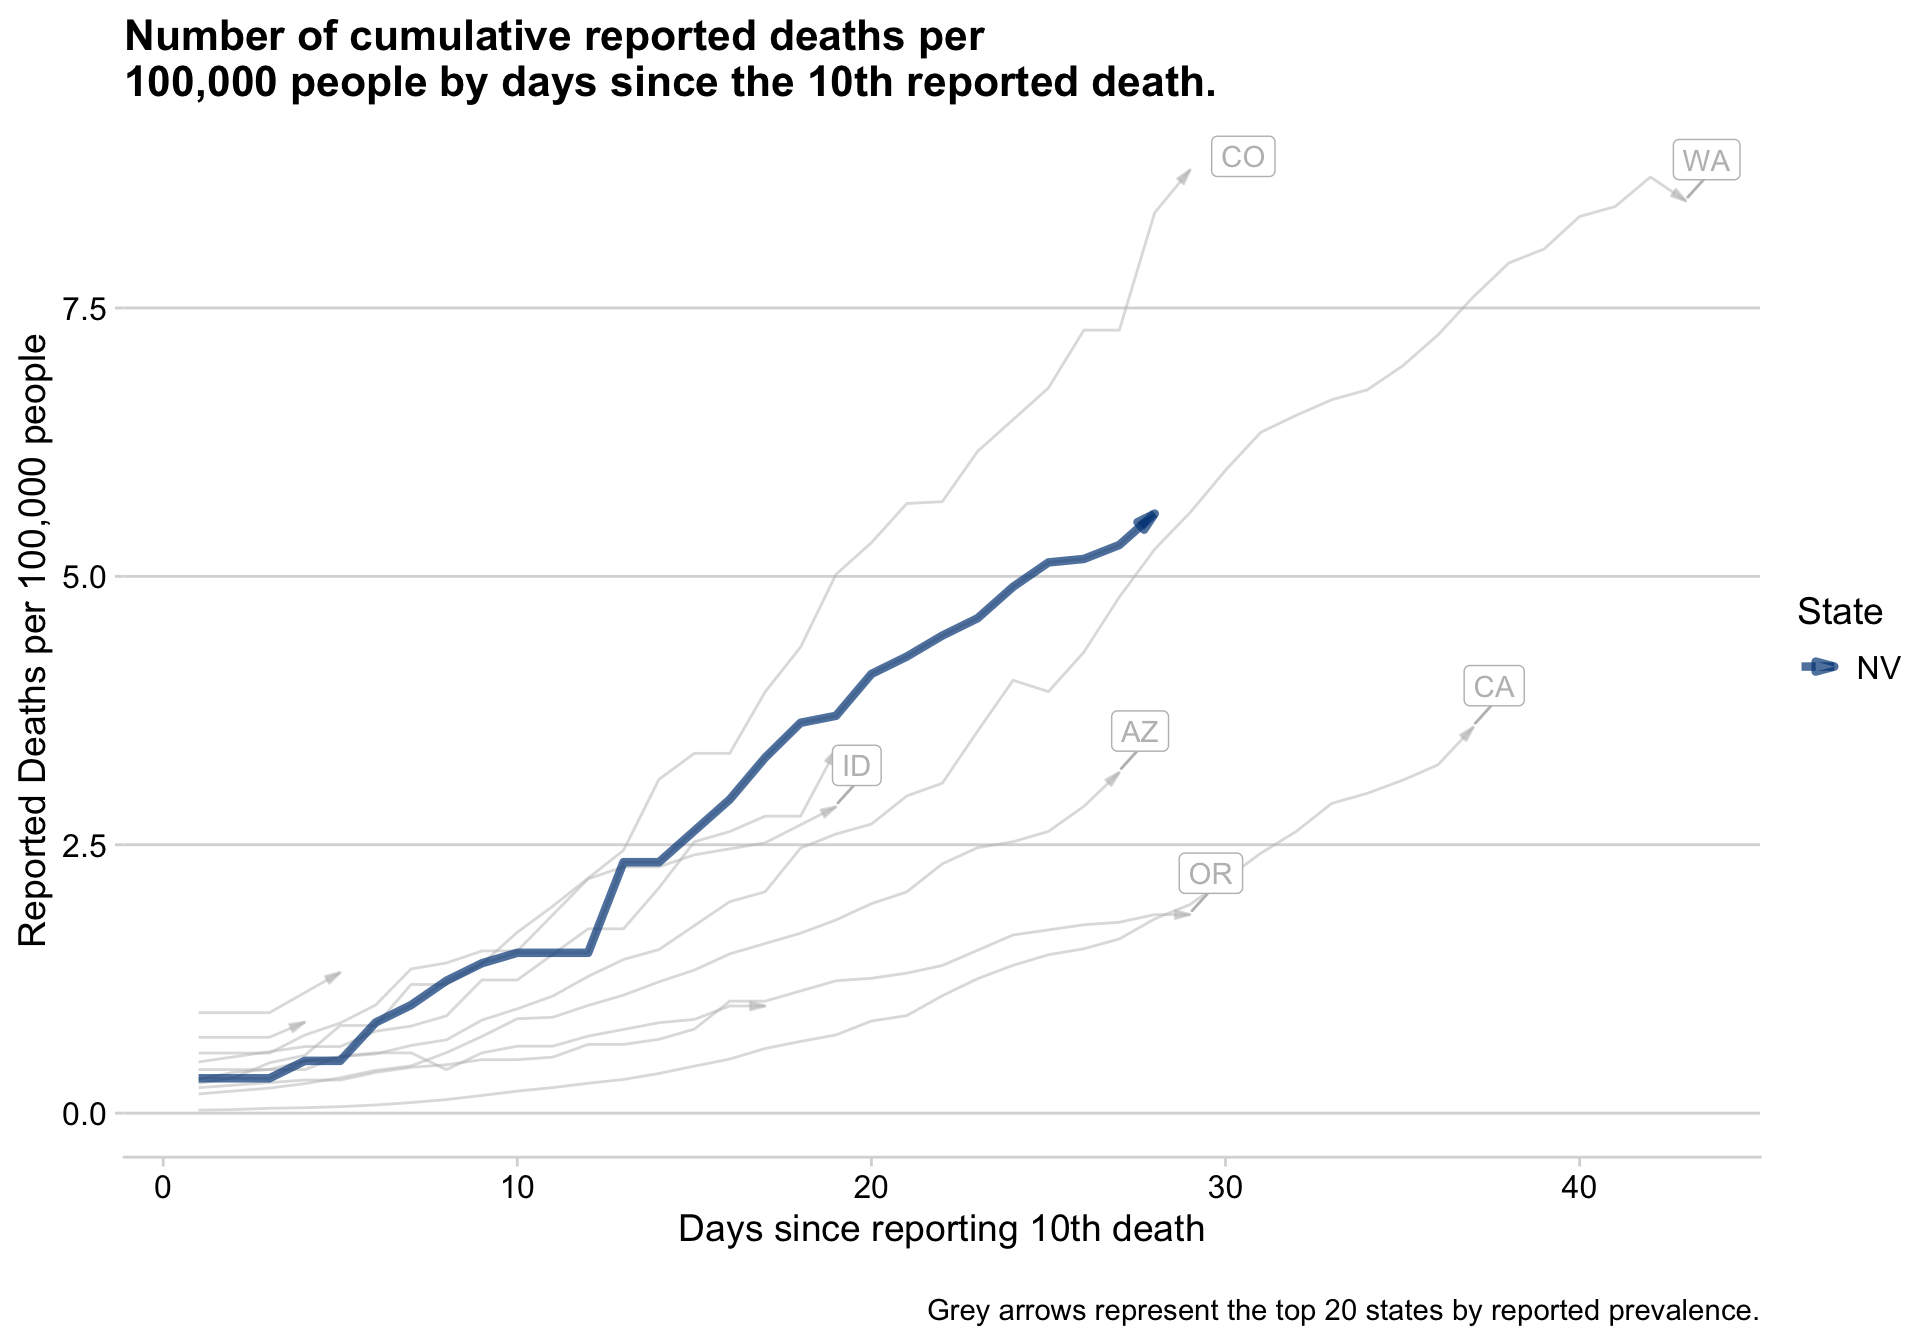 Number of cumulative reported deaths per
100,000 people by days since the 10th reported death.
CO
WA
7.5
5.0
2.5
0.0
Reported Deaths per 100,000 people
CA
AZ
ID
OR
State
NV
0 10 20 30 40
Days since reporting 10th death
Grey arrows represent the top 20 states by reported prevalence.